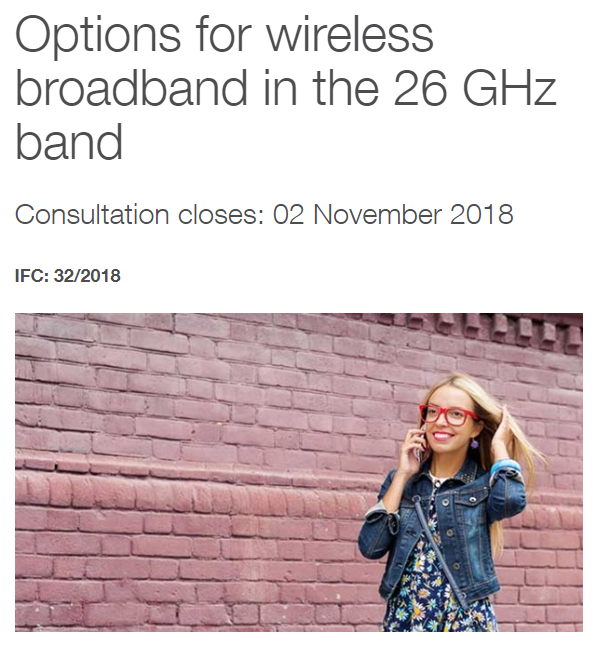 Options for wireless
broadband in the 26 GHz
band
Consultation closes: 02 November 2018
IFC: 32/2018